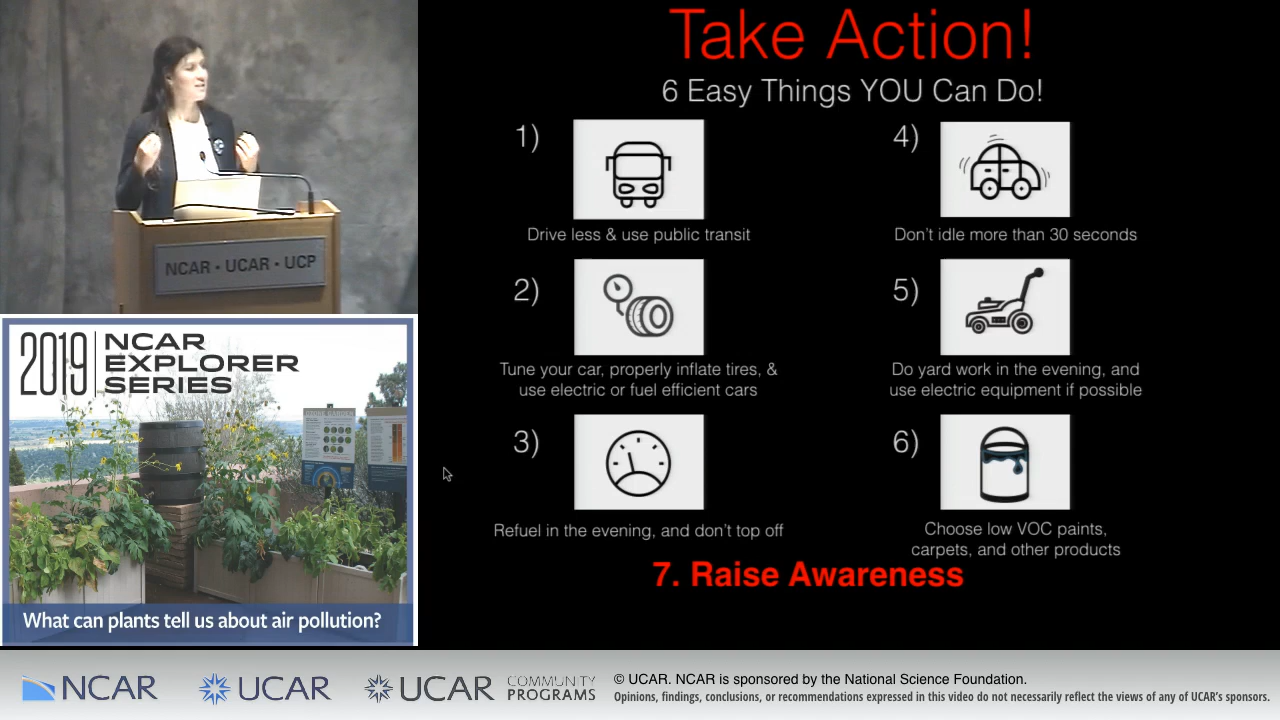 Take Action!
6 Easy Things YOU Can Do!
1)
Drive less & use public transit
2)
Tune your car, properly inflate tires, &
use electric or fuel efficient cars
3)
Refuel in the evening, and don't top off
4)
Don't idle more than 30 seconds
5)
Do yard work in the evening, and
use electric equipment if possible
6)
Choose low VOC paints,
carpets, and other products
7. Raise Awareness
NCAR • UCAR • UCP
2019 NCAR
EXPLORER
SERIES
What can plants tell us about air pollution?
NCAR
UCAR
UCAR COMMUNITY
PROGRAMS
© UCAR. NCAR is sponsored by the National Science Foundation.
Opinions, findings, conclusions, or recommendations expressed in this video do not necessarily reflect the views of any of UCAR's sponsors.